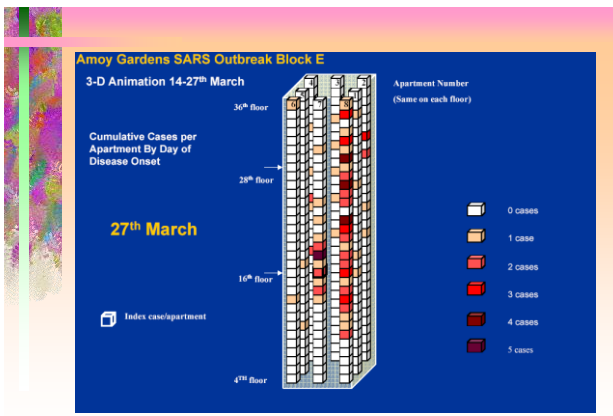 Amoy Gardens SARS Outbreak Block E
3-D Animation 14-27th March
Apartment Number
(Same on each floor)
36th floor
6
7
8
Cumulative Cases per
Apartment By Day of
Disease Onset
28th floor
27th March
0 cases
1 case
2 cases
16th floor
3 cases
Index case/apartment
4 cases
5 cases
4TH floor